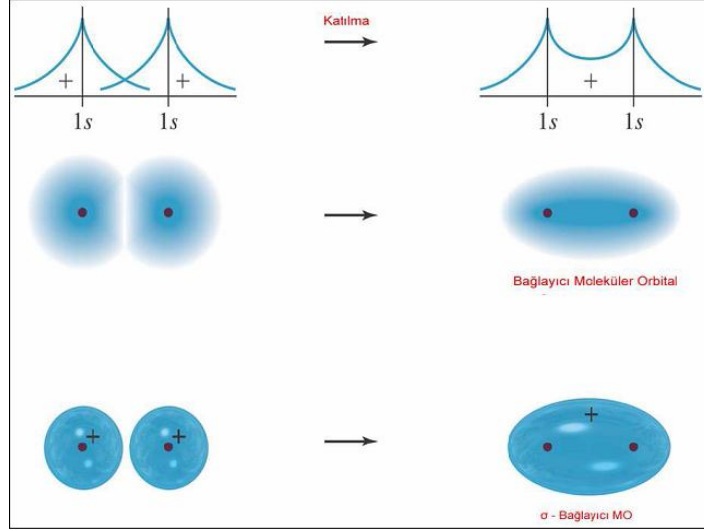 Katılma
+ +
+
1s 1s
1s 1s
Bağlayıcı Moleküler Orbital
+ +
+
σ - Bağlayıcı MO